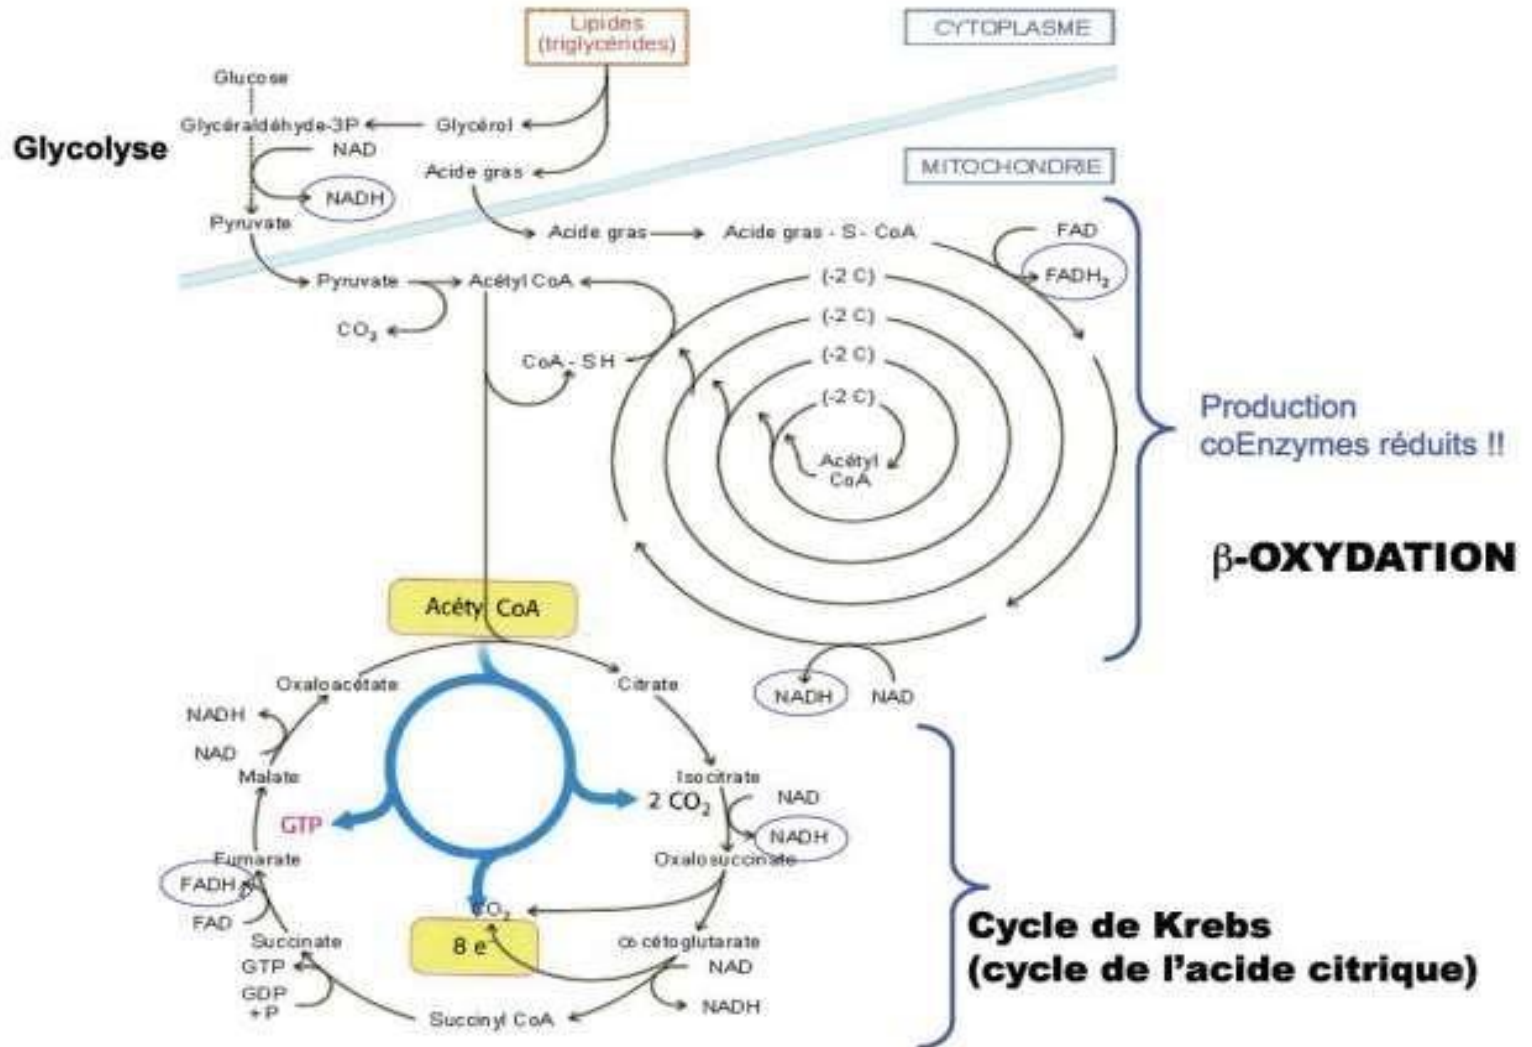 Lipides
(triglycérides)
CYTOPLASME
Glucose
Glycéraldéhyde-3P
Glycérol
Glycolyse
NAD
Acide gras
MITOCHONDRIE
NADH
Pyruvate
Acide gras
Acide gras - S - CoA
FAD
FADH₂
Pyruvate
Acétyl CoA
(-2 C)
CO₂
(-2 C)
CoA - SH
(-2 C)
(-2 C)
Acétyl
CoA
Production
coEnzymes réduits !!
β-OXYDATION
Acéty CoA
Oxaloacétate
Citrate
NADH
NAD
NADH
NAD
Malate
Isocitrate
2 CO₂
NAD
GTP
NADH
Fumarate
Oxalosuccinate
FADH₂
FAD
CO₂
8 e⁻
Succinate
α cétoglutarate
GTP
NAD
GDP
+P
NADH
Succinyl CoA
Cycle de Krebs
(cycle de l'acide citrique)